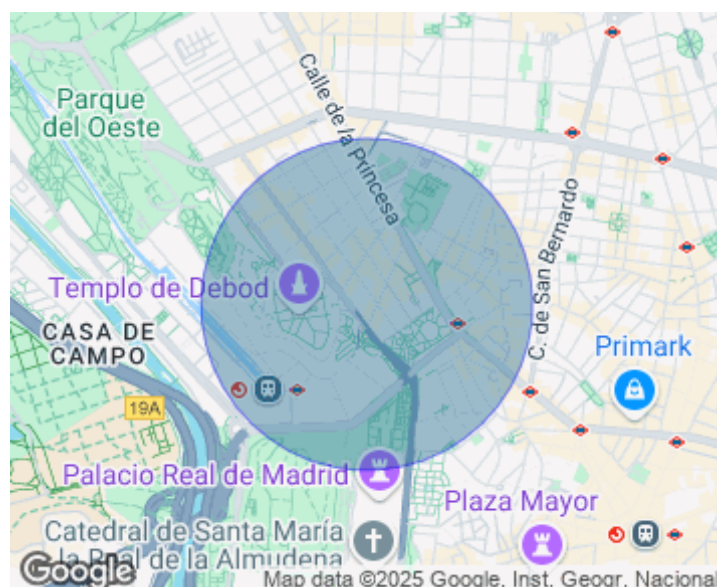 Parque
del Oeste
Calle de la Princesa
C. de San Bernardo
Templo de Debod
CASA DE
CAMPO
Primark
19A
Palacio Real de Madrid
Plaza Mayor
Catedral de Santa María
la Real de la Almudena
Google
Map data ©2025 Google, Inst. Geogr. Nacional